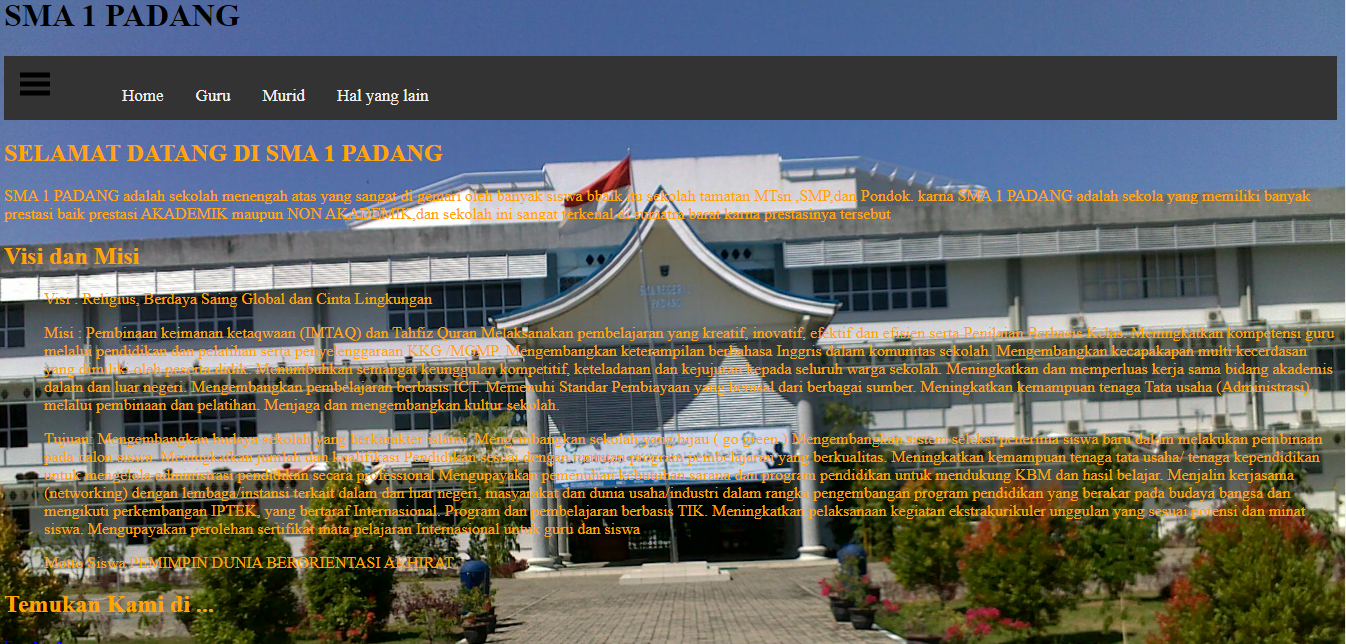 SMA 1 PADANG
Home Guru Murid Hal yang lain
SELAMAT DATANG DI SMA 1 PADANG
SMA 1 PADANG adalah sekolah menengah atas yang sangat di gemari oleh banyak siswa bbaik itu sekolah tamatan MTsn ,SMP,dan Pondok. karna SMA 1 PADANG adalah sekola yang memiliki banyak
prestasi baik prestasi AKADEMIK maupun NON AKADEMIK,dan sekolah ini sangat terkenal di sumatra barat karna prestasinya tersebut
Visi dan Misi
Visi : Religius, Berdaya Saing Global dan Cinta Lingkungan
Misi : Pembinaan keimanan ketaqwaan (IMTAQ) dan Tahfiz Quran Melaksanakan pembelajaran yang kreatif, inovatif, efektif dan efisien serta Penilaian Berbasis Kelas. Meningkatkan kompetensi guru
melalui pendidikan dan pelatihan serta penyelenggaraan KKG /MGMP. Mengembangkan keterampilan berbahasa Inggris dalam komunitas sekolah. Mengembangkan kecapakapan multi kecerdasan
yang dimiliki oleh peserta didik. Menumbuhkan semangat keunggulan kompetitif, keteladanan dan kejujuran kepada seluruh warga sekolah. Meningkatkan dan memperluas kerja sama bidang akademis
dalam dan luar negeri. Mengembangkan pembelajaran berbasis ICT. Memenuhi Standar Pembiayaan yang berasal dari berbagai sumber. Meningkatkan kemampuan tenaga Tata usaha (Administrasi)
melalui pembinaan dan pelatihan. Menjaga dan mengembangkan kultur sekolah.
Tujuan: Mengembangkan budaya sekolah yang berkarakter islami. Mengembangkan sekolah yang hijau ( go green ) Mengembangkan sistem seleksi penerima siswa baru dalam melakukan pembinaan
pada calon siswa. Meningkatkan jumlah dan kualifikasi Pendidikan sesuai dengan tuntutan program pembelajaran yang berkualitas. Meningkatkan kemampuan tenaga tata usaha/ tenaga kependidikan
untuk mengelola administrasi pendidikan secara professional Mengupayakan pemenuhan kebutuhan sarana dan program pendidikan untuk mendukung KBM dan hasil belajar. Menjalin kerjasama
(networking) dengan lembaga/instansi terkait dalam dan luar negeri, masyarakat dan dunia usaha/industri dalam rangka pengembangan program pendidikan yang berakar pada budaya bangsa dan
mengikuti perkembangan IPTEK, yang bertaraf Internasional. Program dan pembelajaran berbasis TIK. Meningkatkan pelaksanaan kegiatan ekstrakurikuler unggulan yang sesuai potensi dan minat
siswa. Mengupayakan perolehan sertifikat mata pelajaran Internasional untuk guru dan siswa
Motto Siswa PEMIMPIN DUNIA BERORIENTASI AKHIRAT
Temukan Kami di ...